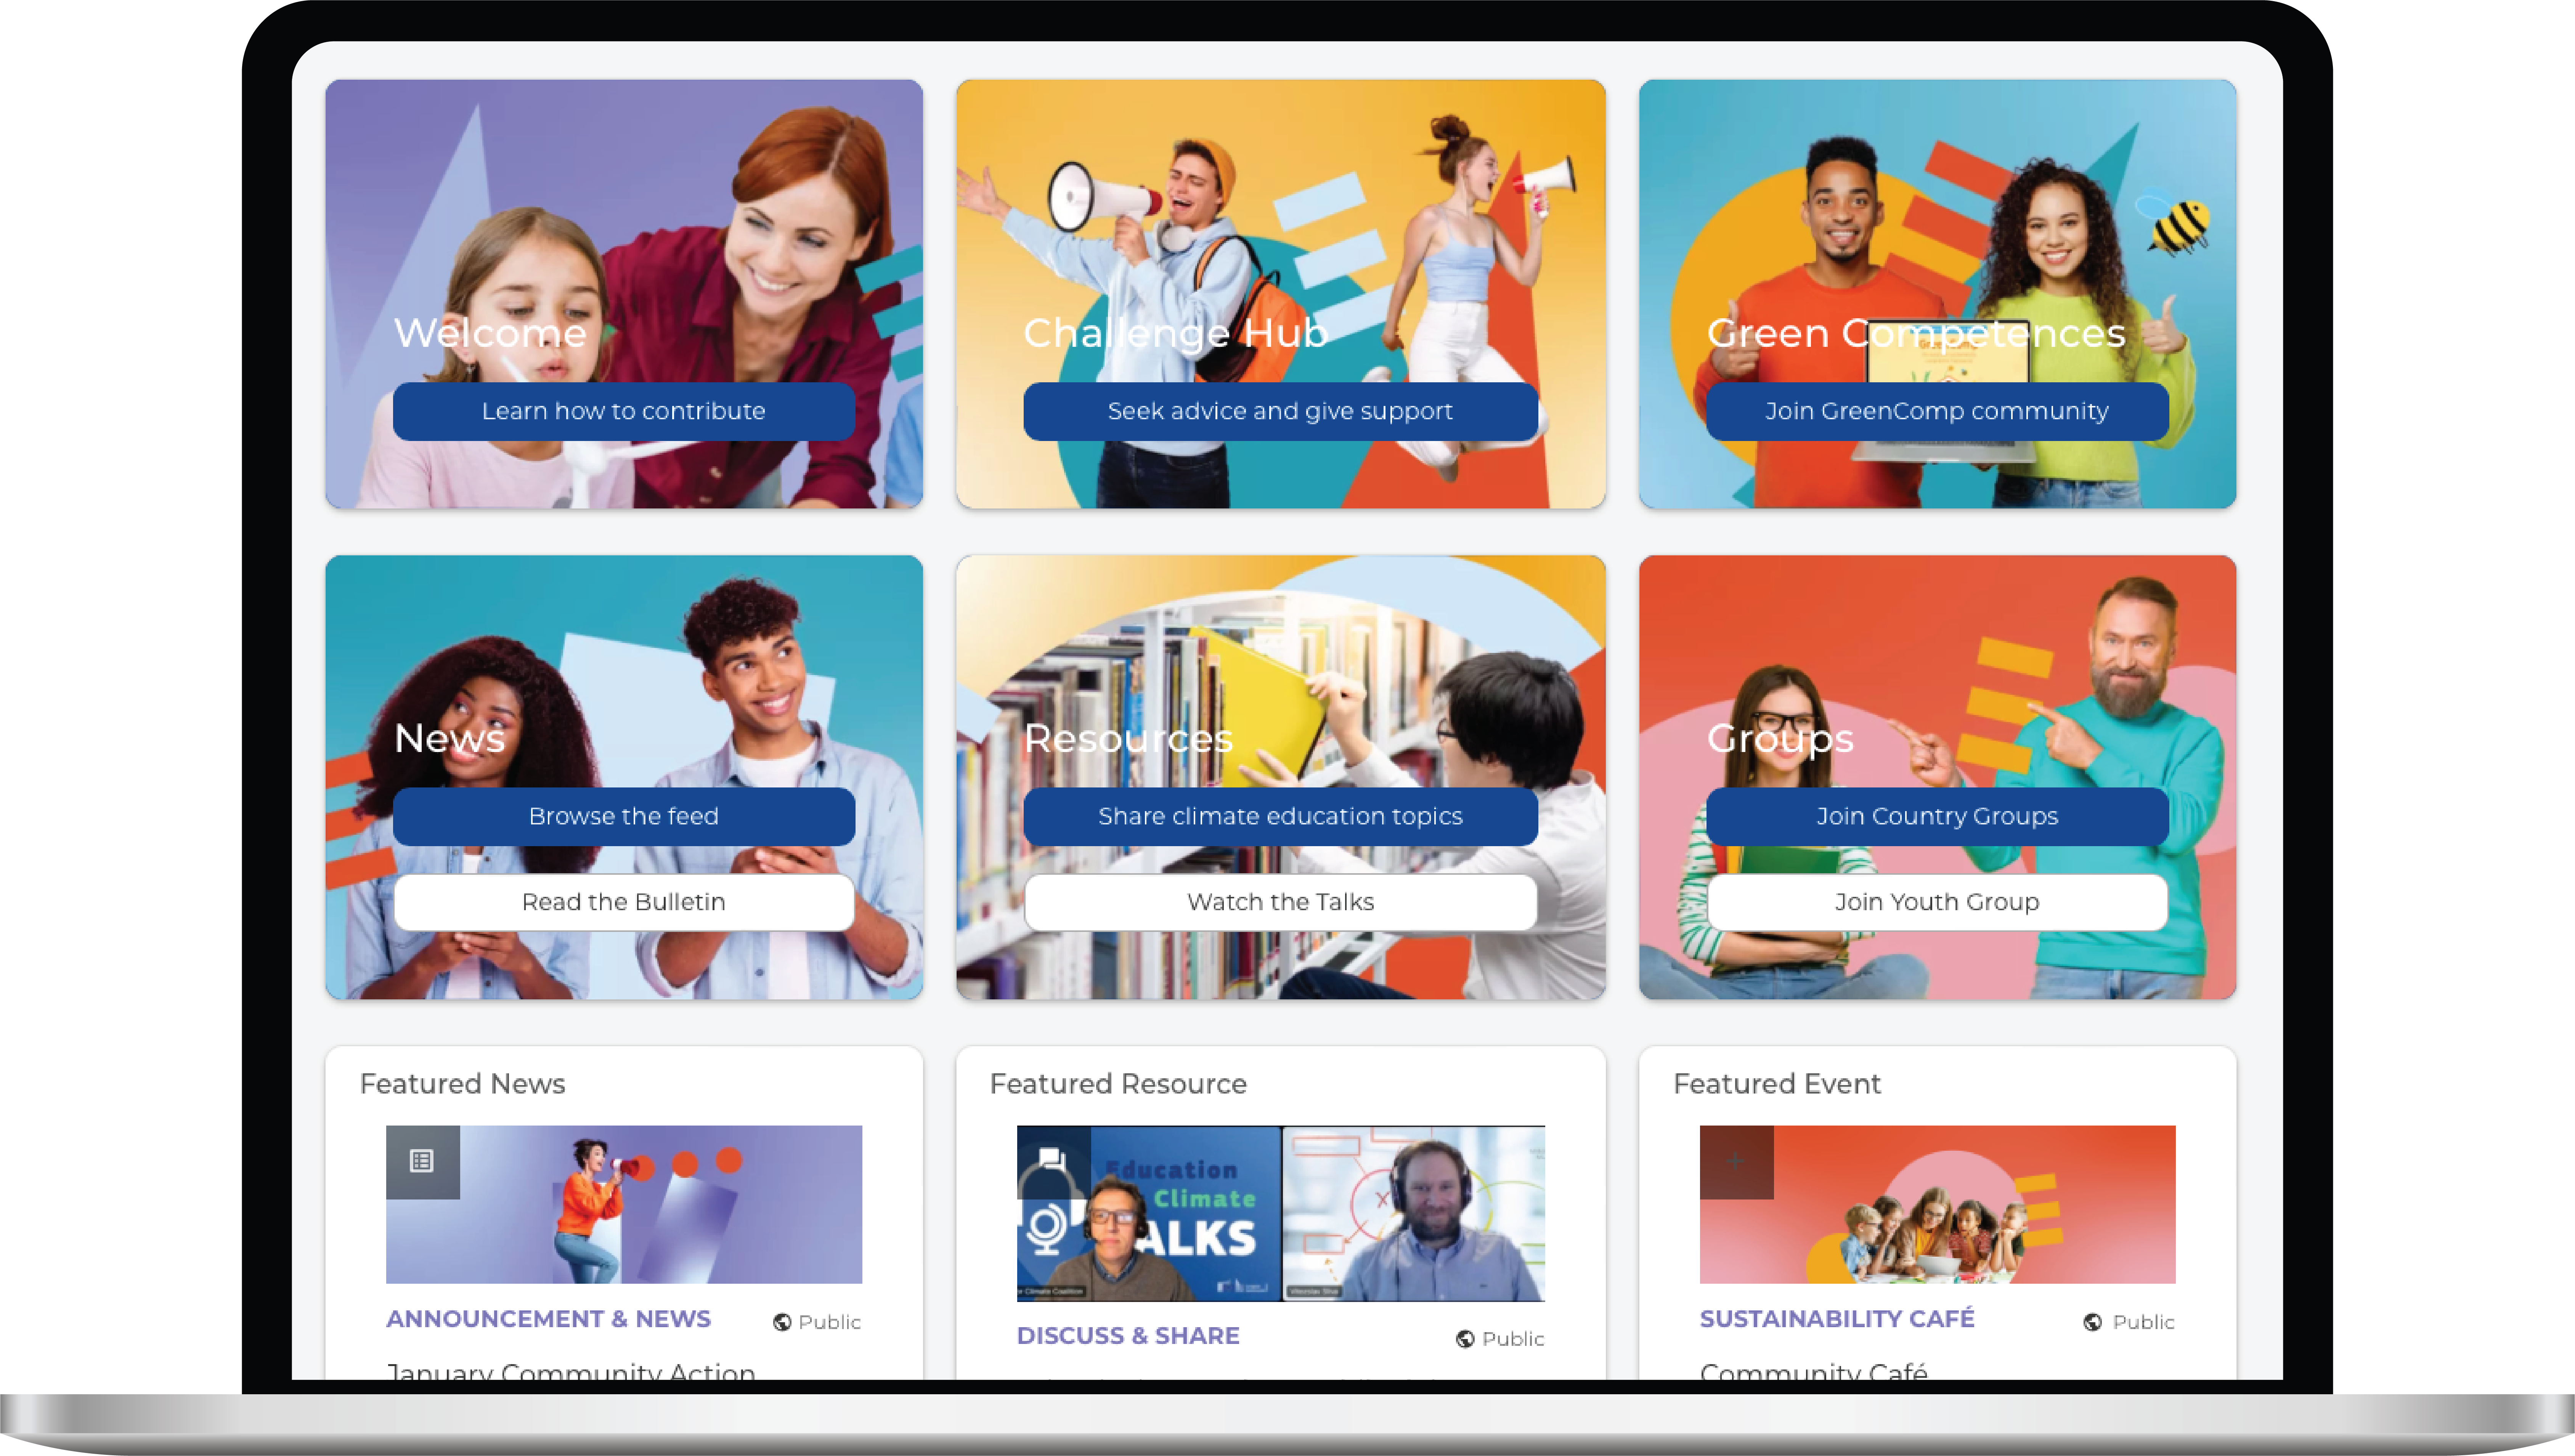 Welcome
Learn how to contribute
Challenge Hub
Seek advice and give support
Green Competences
Join GreenComp community
News
Browse the feed
Read the Bulletin
Resources
Share climate education topics
Watch the Talks
Groups
Join Country Groups
Join Youth Group
Featured News
ANNOUNCEMENT & NEWS
Public
January Community Action
Featured Resource
Education
Climate
ALKS
Climate Coalition
DISCUSS & SHARE
Public
Featured Event
SUSTAINABILITY CAFÉ
Public
Community Café